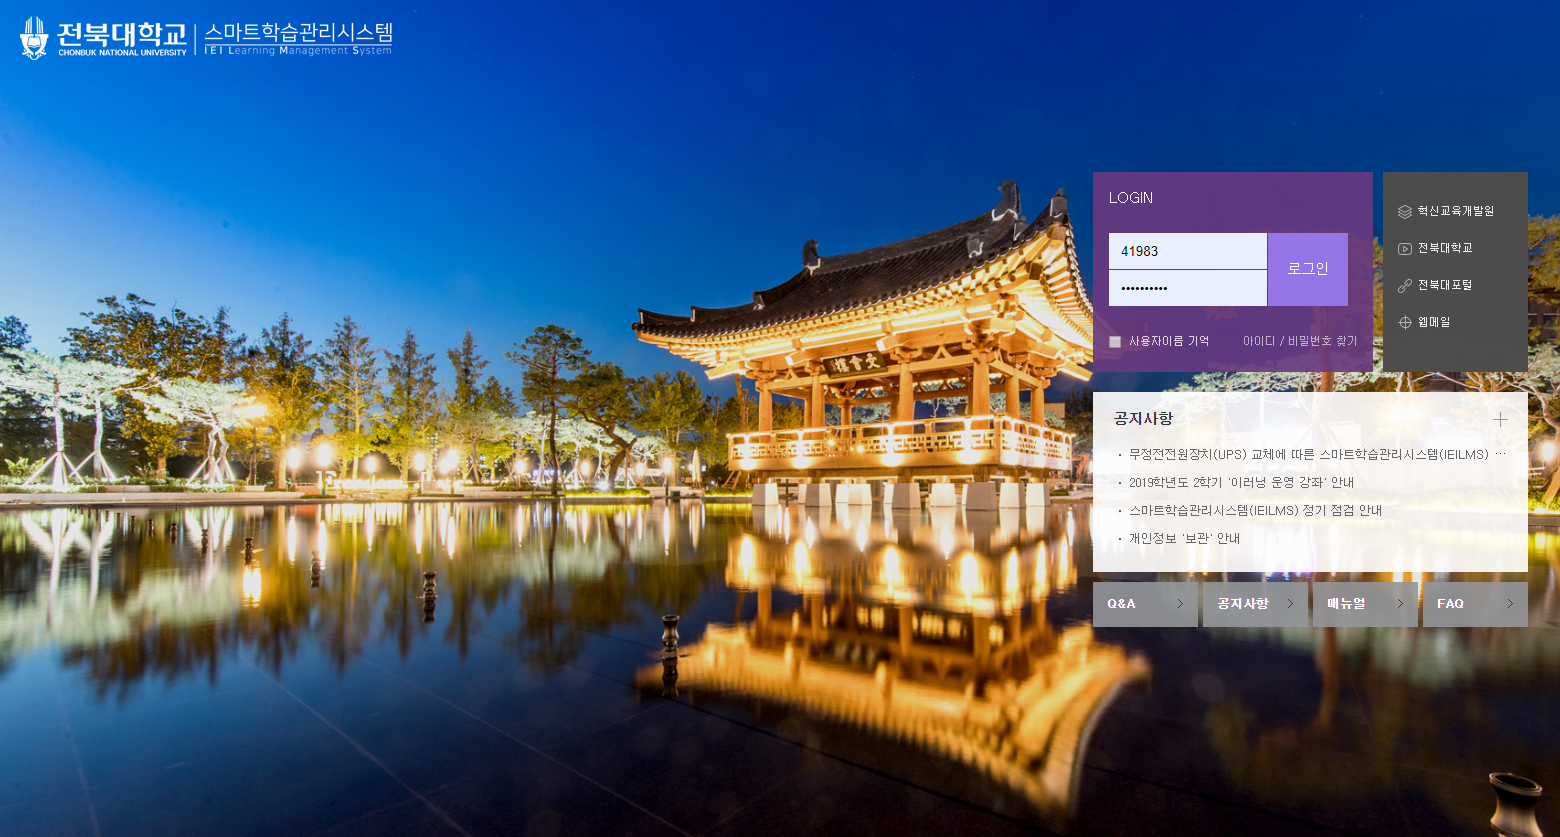 전북대학교
CHONBUK NATIONAL UNIVERSITY
스마트학습관리시스템
IEI Learning Management System
LOGIN
41983
••••••••••
로그인
사용자이름 기억
아이디 / 비밀번호 찾기
혁신교육개발원
전북대학교
전북대포털
웹메일
文會樓
공지사항
무정전전원장치(UPS) 교체에 따른 스마트학습관리시스템(IEILMS) …
2019학년도 2학기 '이러닝 운영 강좌' 안내
스마트학습관리시스템(IEILMS) 정기 점검 안내
개인정보 '보관' 안내
Q&A
공지사항
매뉴얼
FAQ